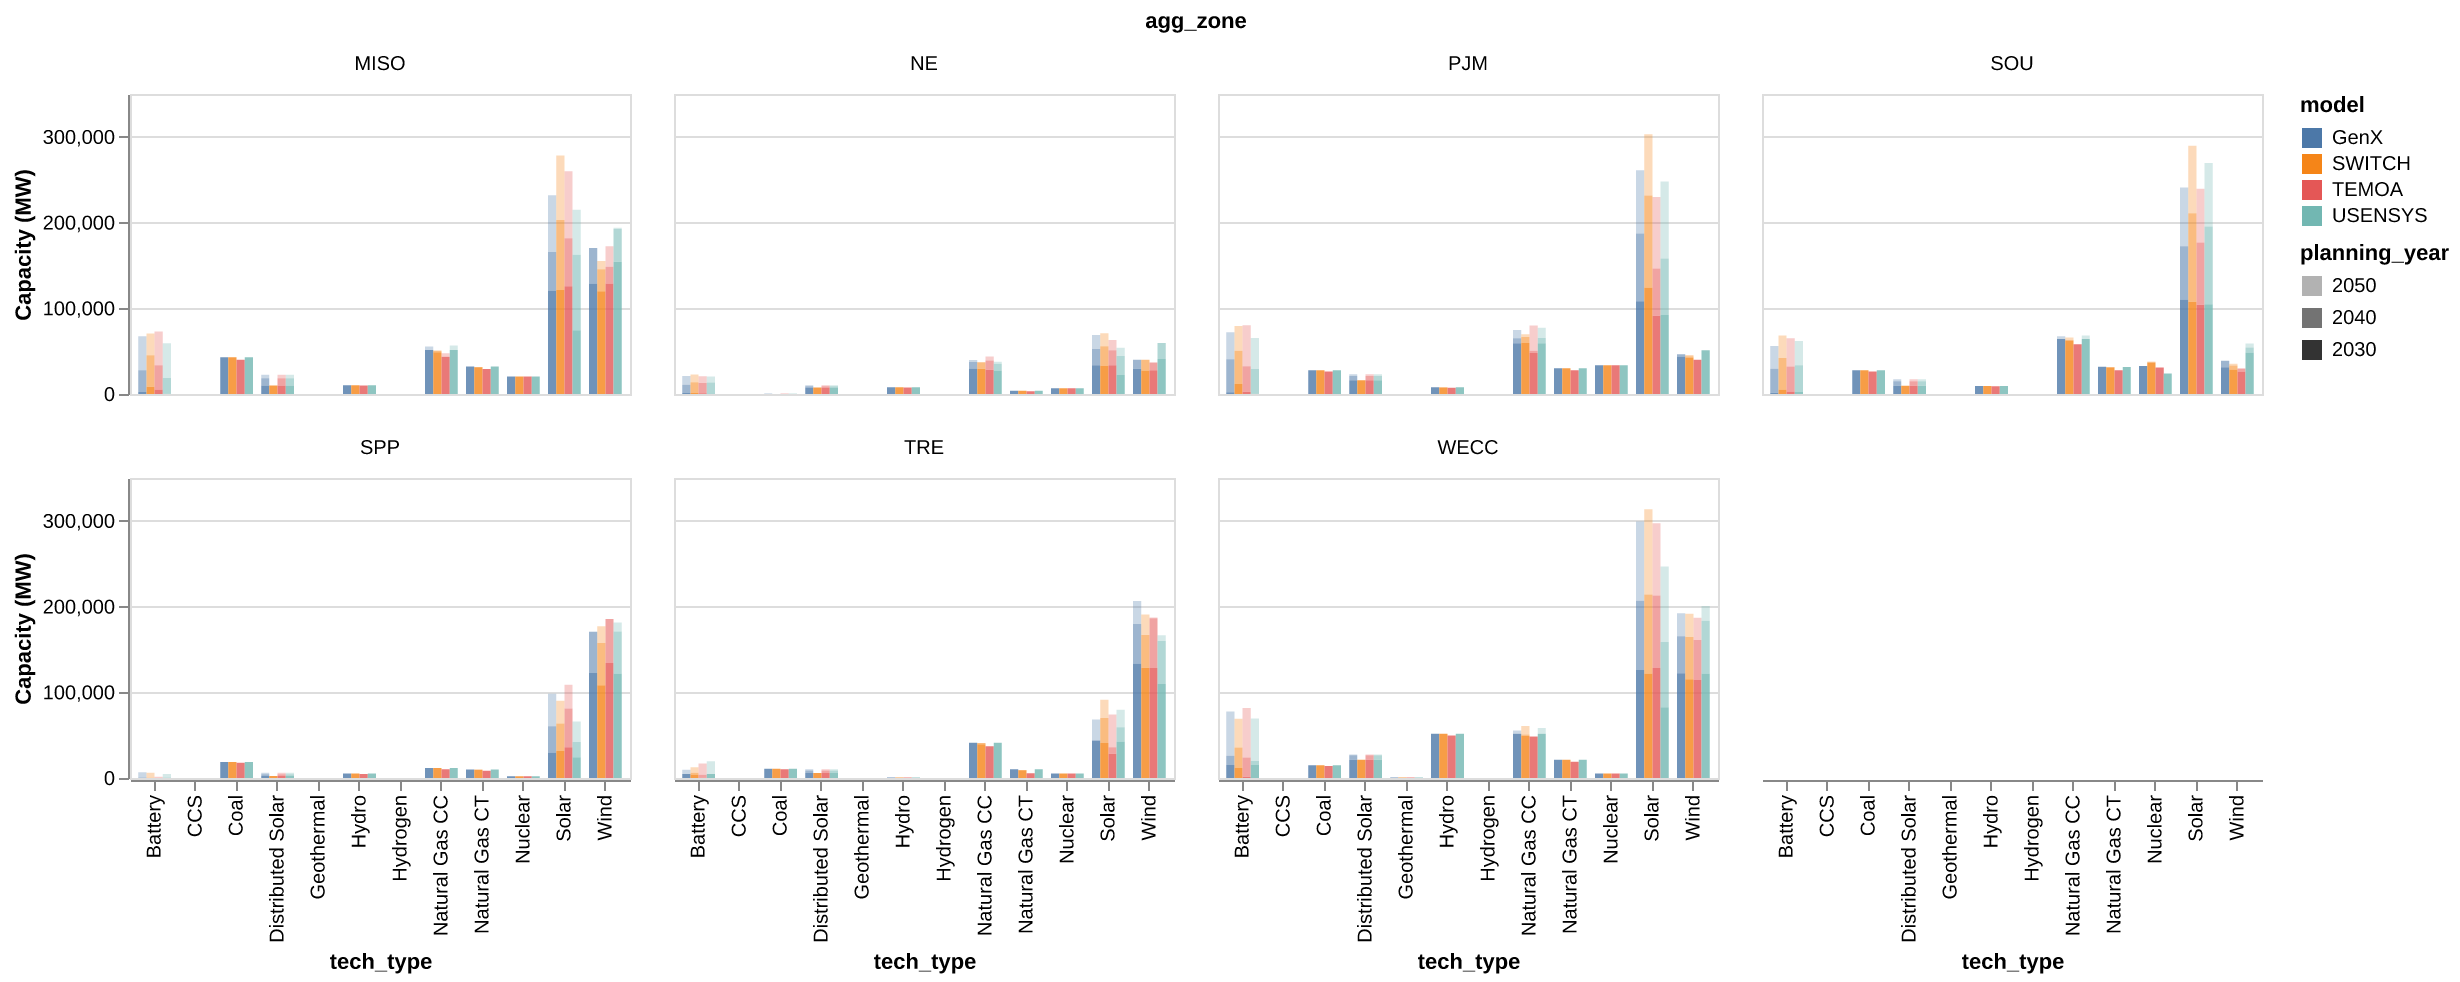 agg_zone
MISO
NE
PJM
SOU
Capacity (MW)
300,000
200,000
100,000
0
model
GenX
SWITCH
TEMOA
USENSYS
planning_year
2050
2040
2030
SPP
TRE
WECC
Capacity (MW)
300,000
200,000
100,000
0
Battery
CCS
Coal
Distributed Solar
Geothermal
Hydro
Hydrogen
Natural Gas CC
Natural Gas CT
Nuclear
Solar
Wind
Battery
CCS
Coal
Distributed Solar
Geothermal
Hydro
Hydrogen
Natural Gas CC
Natural Gas CT
Nuclear
Solar
Wind
Battery
CCS
Coal
Distributed Solar
Geothermal
Hydro
Hydrogen
Natural Gas CC
Natural Gas CT
Nuclear
Solar
Wind
Battery
CCS
Coal
Distributed Solar
Geothermal
Hydro
Hydrogen
Natural Gas CC
Natural Gas CT
Nuclear
Solar
Wind
tech_type
tech_type
tech_type
tech_type